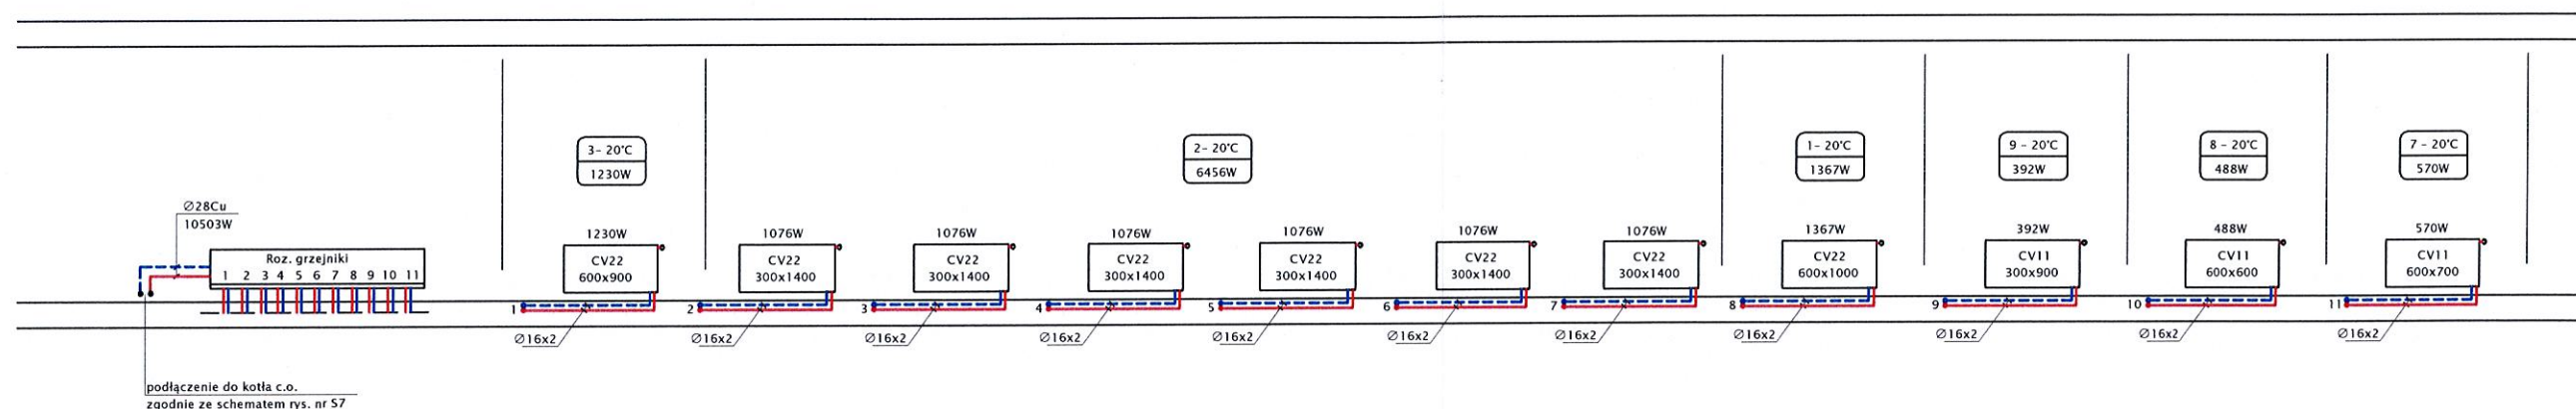 3- 20°C
1230W
2- 20°C
6456W
1- 20°C
1367W
9 - 20°C
392W
8 - 20°C
488W
7 - 20°C
570W
Ø28Cu
10503W
Roz. grzejniki
1 2 3 4 5 6 7 8 9 10 11
1230W
CV22
600x900
1
Ø16x2
1076W
CV22
300x1400
2
Ø16x2
1076W
CV22
300x1400
3
Ø16x2
1076W
CV22
300x1400
4
Ø16x2
1076W
CV22
300x1400
5
Ø16x2
1076W
CV22
300x1400
6
Ø16x2
1076W
CV22
300x1400
7
Ø16x2
1367W
CV22
600x1000
8
Ø16x2
392W
CV11
300x900
9
Ø16x2
488W
CV11
600x600
10
Ø16x2
570W
CV11
600x700
11
Ø16x2
podłączenie do kotła c.o.
zgodnie ze schematem rys. nr S7